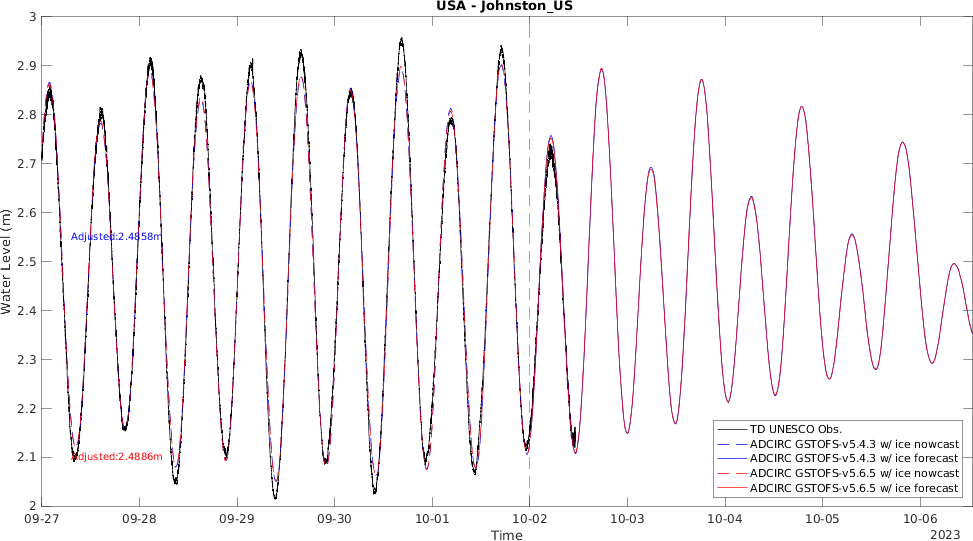 USA - Johnston_US
3
2.9
2.8
2.7
2.6
2.5
2.4
2.3
2.2
2.1
2
Water Level (m)
Adjusted:2.4858m
Adjusted:2.4886m
TD UNESCO Obs.
ADCIRC GSTOFS-v5.4.3 w/ ice nowcast
ADCIRC GSTOFS-v5.4.3 w/ ice forecast
ADCIRC GSTOFS-v5.6.5 w/ ice nowcast
ADCIRC GSTOFS-v5.6.5 w/ ice forecast
09-27 09-28 09-29 09-30 10-01 10-02 10-03 10-04 10-05 10-06
Time
2023